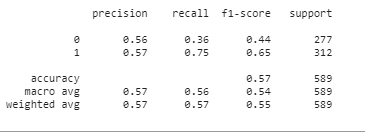 precision recall f1-score support
0 0.56 0.36 0.44 277
1 0.57 0.75 0.65 312
accuracy 0.57 589
macro avg 0.57 0.56 0.54 589
weighted avg 0.57 0.57 0.55 589